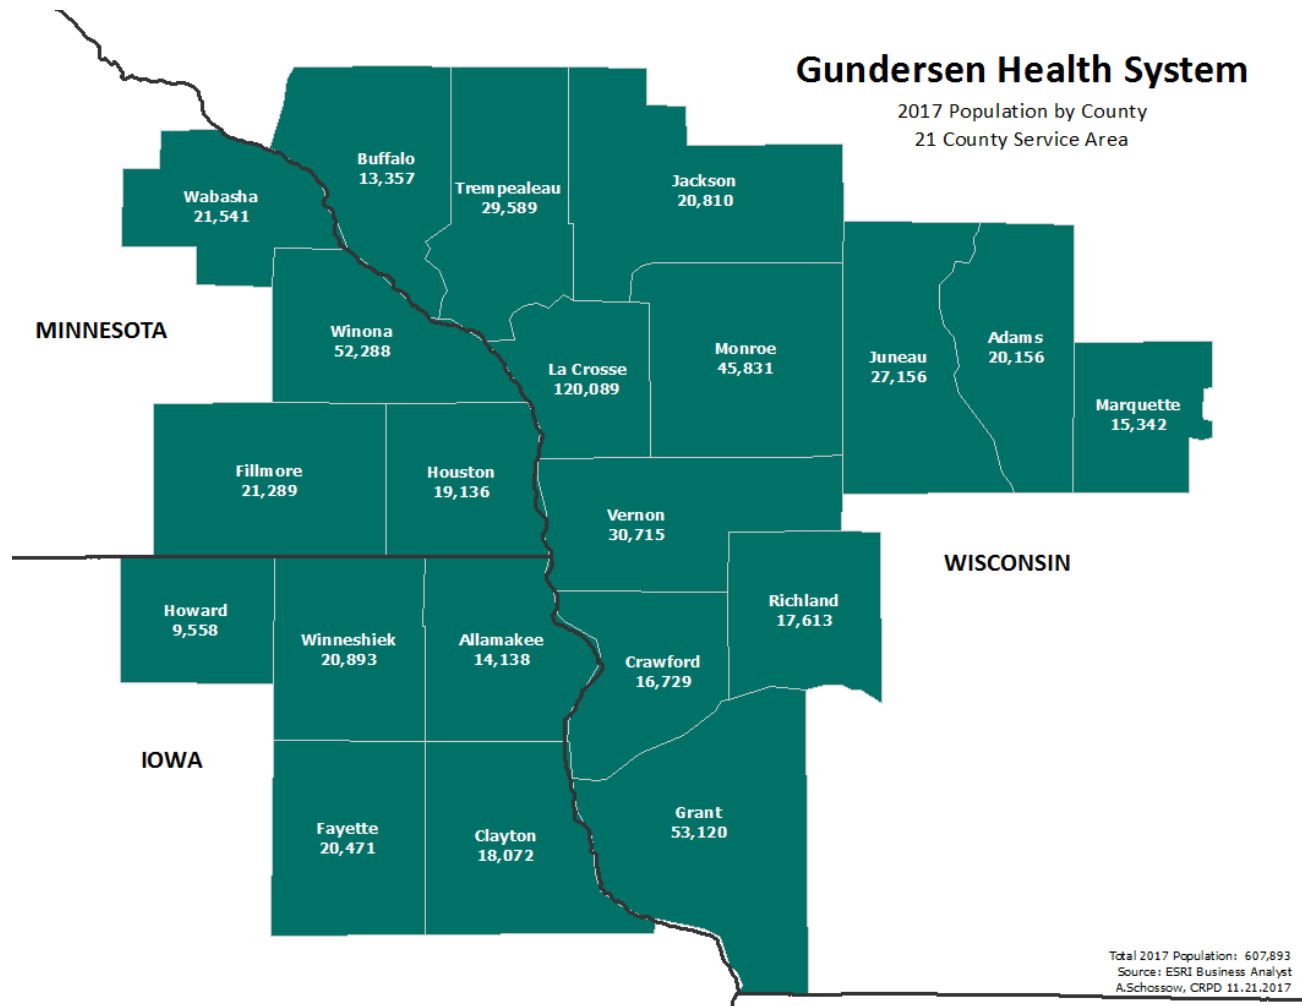 Gundersen Health System
2017 Population by County
21 County Service Area
Buffalo
13,357
Trempealeau
29,589
Jackson
20,810
Wabasha
21,541
MINNESOTA
Winona
52,288
La Crosse
120,089
Monroe
45,831
Juneau
27,156
Adams
20,156
Marquette
15,342
Fillmore
21,289
Houston
19,136
Vernon
30,715
WISCONSIN
Richland
17,613
Howard
9,558
Winneshiek
20,893
Allamakee
14,138
Crawford
16,729
IOWA
Fayette
20,471
Clayton
18,072
Grant
53,120
Total 2017 Population: 607,893
Source: ESRI Business Analyst
A.Schossow, CRPD 11.21.2017